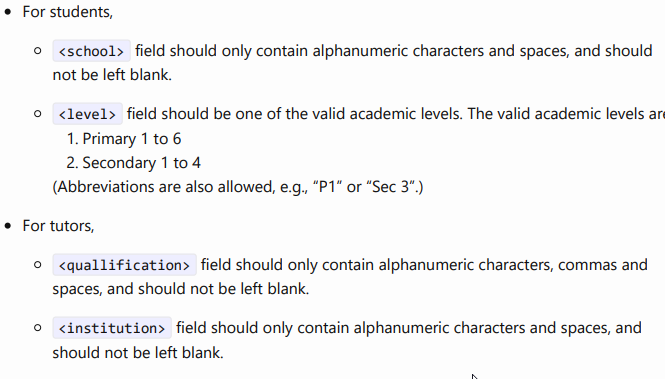 For students,
<school> field should only contain alphanumeric characters and spaces, and should
not be left blank.
<level> field should be one of the valid academic levels. The valid academic levels are
1. Primary 1 to 6
2. Secondary 1 to 4
(Abbreviations are also allowed, e.g., “P1” or “Sec 3”.)
For tutors,
<quallification> field should only contain alphanumeric characters, commas and
spaces, and should not be left blank.
<institution> field should only contain alphanumeric characters and spaces, and
should not be left blank.